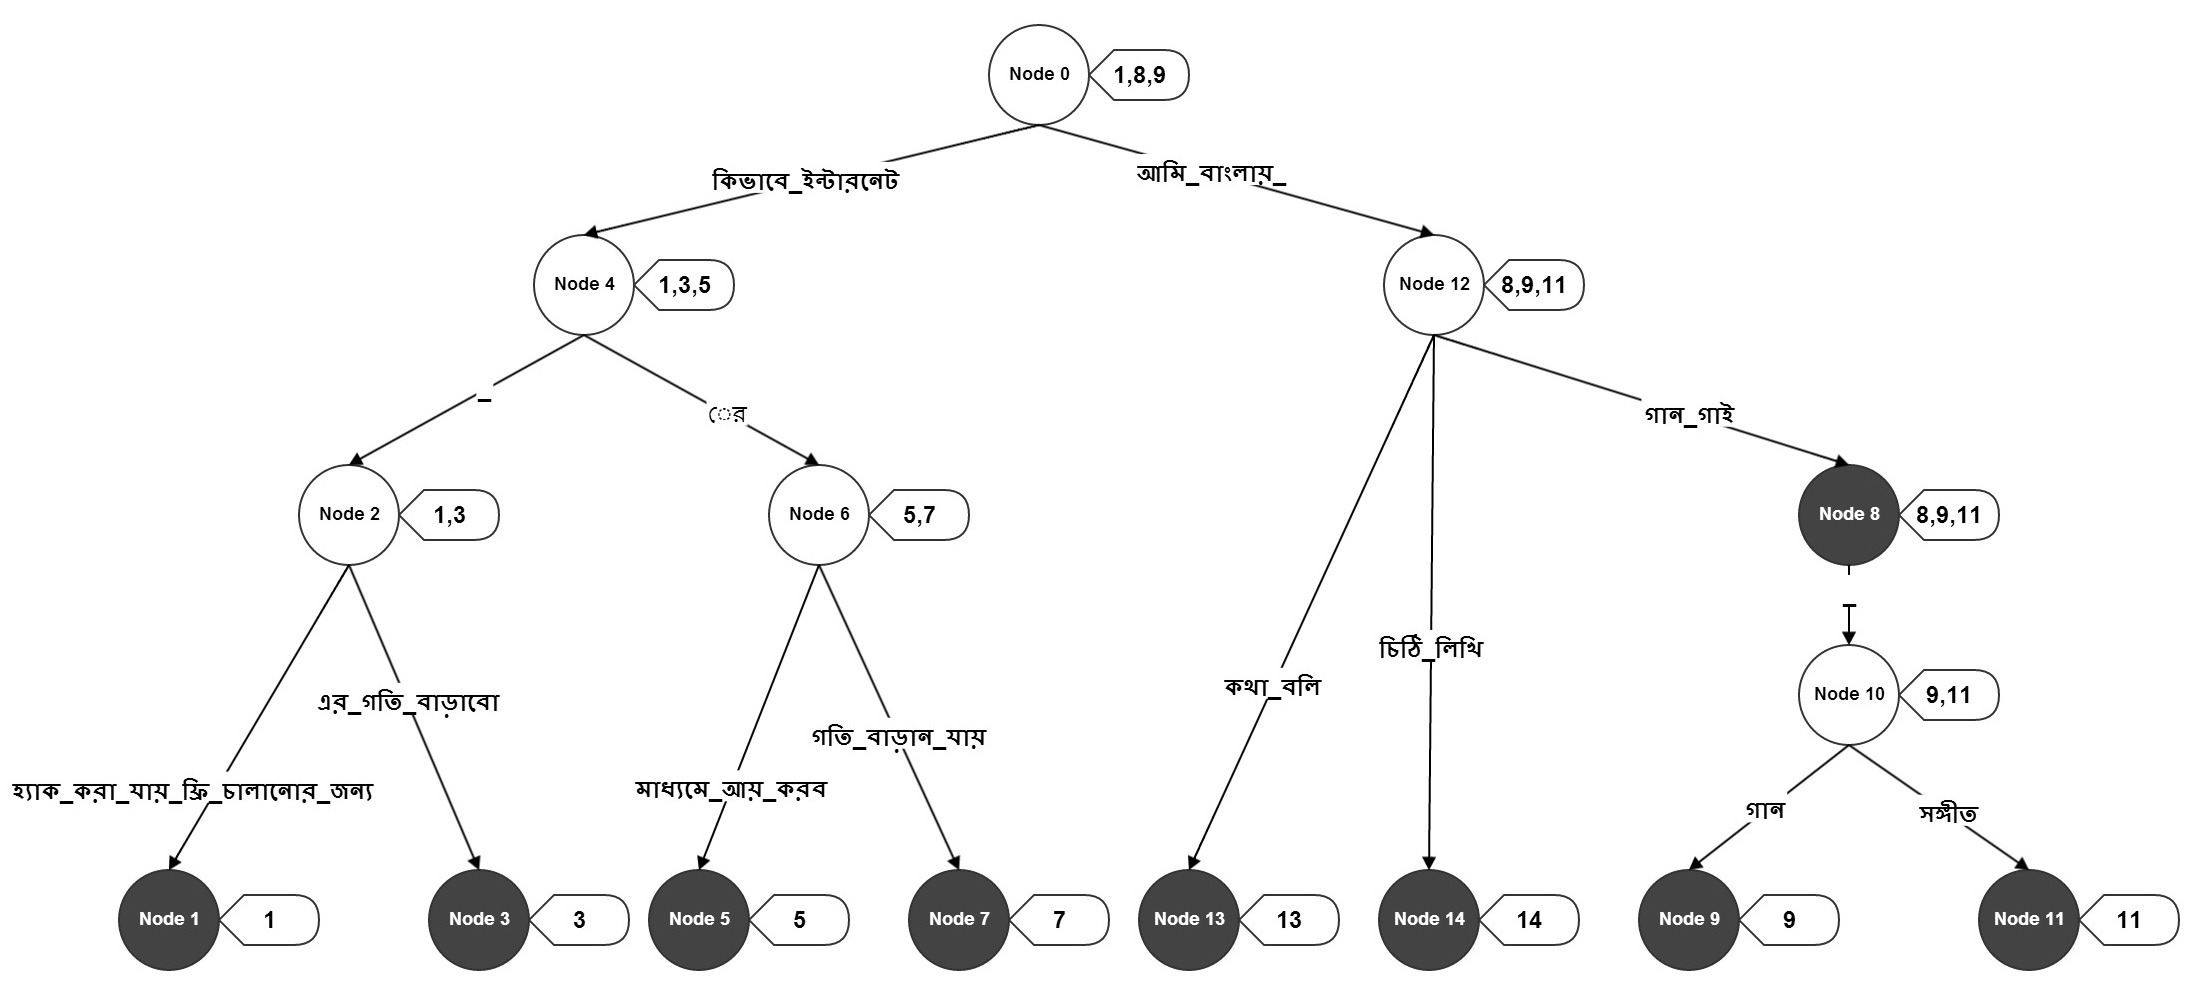 Node 0
1,8,9
কিভাবে_ইন্টারনেট
আমি_বাংলায়_
Node 4
1,3,5
Node 12
8,9,11
_
ের
গান_গাই
Node 2
1,3
Node 6
5,7
Node 8
8,9,11
_
চিঠি_লিখি
কথা_বলি
Node 10
9,11
এর_গতি_বাড়াবো
গতি_বাড়ান_যায়
হ্যাক_করা_যায়_ফ্রি_চালানোর_জন্য
মাধ্যমে_আয়_করব
গান
সঙ্গীত
Node 1
1
Node 3
3
Node 5
5
Node 7
7
Node 13
13
Node 14
14
Node 9
9
Node 11
11